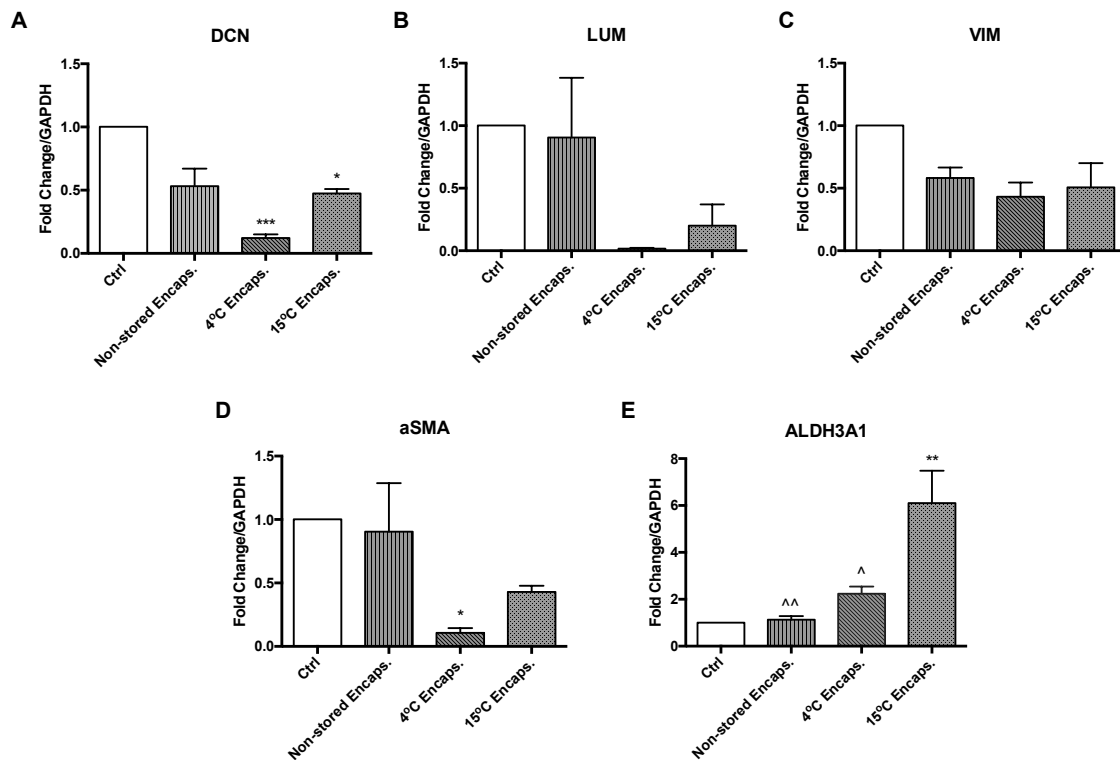 A
DCN
Fold Change/GAPDH
1.5
1.0
0.5
0.0
***
*
Ctrl
Non-stored Encaps.
4ºC Encaps.
15ºC Encaps.
B
LUM
Fold Change/GAPDH
1.5
1.0
0.5
0.0
Ctrl
Non-stored Encaps.
4ºC Encaps.
15ºC Encaps.
C
VIM
Fold Change/GAPDH
1.5
1.0
0.5
0.0
Ctrl
Non-stored Encaps.
4ºC Encaps.
15ºC Encaps.
D
aSMA
Fold Change/GAPDH
1.5
1.0
0.5
0.0
*
Ctrl
Non-stored Encaps.
4ºC Encaps.
15ºC Encaps.
E
ALDH3A1
Fold Change/GAPDH
8
6
4
2
0
^^
^
**
Ctrl
Non-stored Encaps.
4ºC Encaps.
15ºC Encaps.